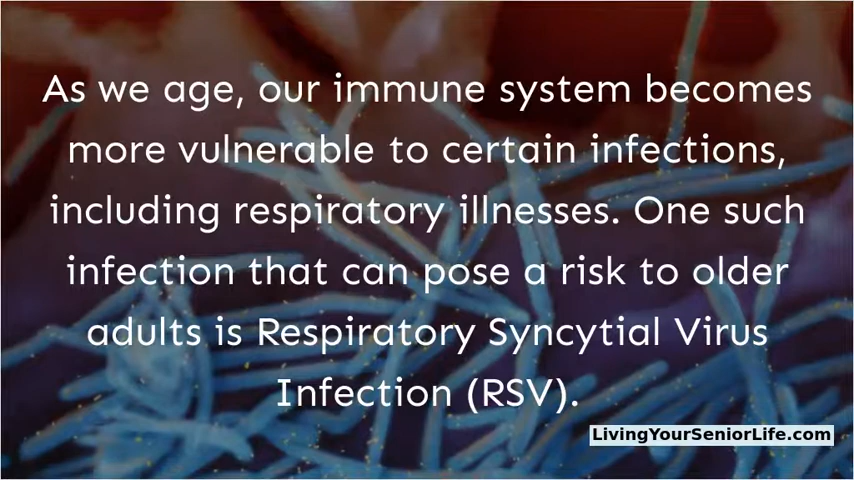 As we age, our immune system becomes
more vulnerable to certain infections,
including respiratory illnesses. One such
infection that can pose a risk to older
adults is Respiratory Syncytial Virus
Infection (RSV).
LivingYourSeniorLife.com